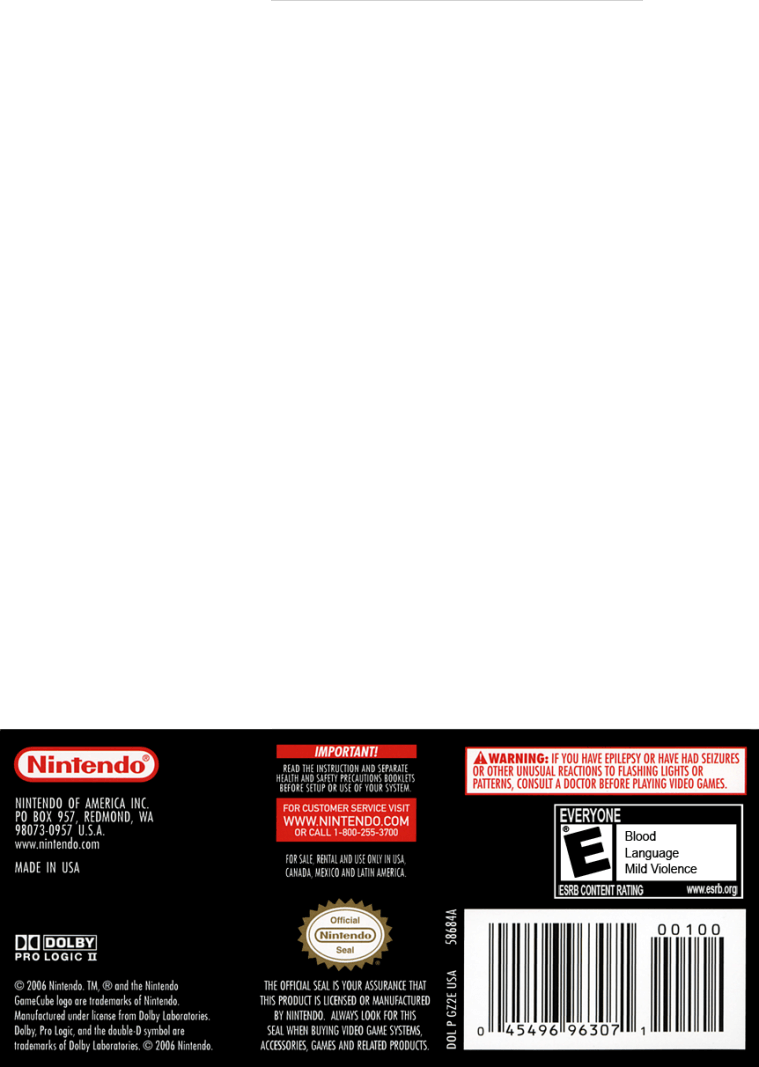 Nintendo®
NINTENDO OF AMERICA INC.
PO BOX 957, REDMOND, WA
98073-0957 U.S.A.
www.nintendo.com
MADE IN USA
DOLBY
PRO LOGIC II
© 2006 Nintendo. TM, ® and the Nintendo
GameCube logo are trademarks of Nintendo.
Manufactured under license from Dolby Laboratories.
Dolby, Pro Logic, and the double-D symbol are
trademarks of Dolby Laboratories. © 2006 Nintendo.
IMPORTANT!
READ THE INSTRUCTION AND SEPARATE
HEALTH AND SAFETY PRECAUTIONS BOOKLETS
BEFORE SETUP OR USE OF YOUR SYSTEM.
FOR CUSTOMER SERVICE VISIT
WWW.NINTENDO.COM
OR CALL 1-800-255-3700
FOR SALE, RENTAL AND USE ONLY IN USA,
CANADA, MEXICO AND LATIN AMERICA.
Official
Nintendo
Seal
®
THE OFFICIAL SEAL IS YOUR ASSURANCE THAT
THIS PRODUCT IS LICENSED OR MANUFACTURED
BY NINTENDO. ALWAYS LOOK FOR THIS
SEAL WHEN BUYING VIDEO GAME SYSTEMS,
ACCESSORIES, GAMES AND RELATED PRODUCTS.
WARNING: IF YOU HAVE EPILEPSY OR HAVE HAD SEIZURES
OR OTHER UNUSUAL REACTIONS TO FLASHING LIGHTS OR
PATTERNS, CONSULT A DOCTOR BEFORE PLAYING VIDEO GAMES.
EVERYONE
E®
Blood
Language
Mild Violence
ESRB CONTENT RATING www.esrb.org
DOL P GZ2E USA 58684A
00100
0 45496 96307 1